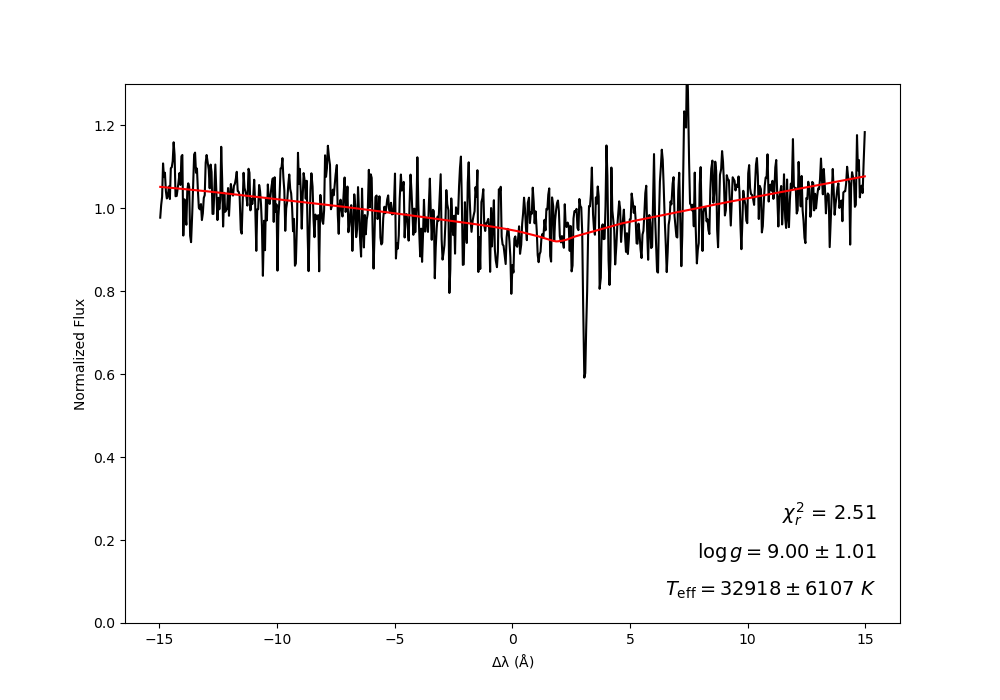 1.2
1.0
0.8
0.6
0.4
0.2
0.0
Normalized Flux
χ²ᵣ = 2.51
log g = 9.00 ± 1.01
T_eff = 32918 ± 6107 K
−15 −10 −5 0 5 10 15
Δλ (Å)